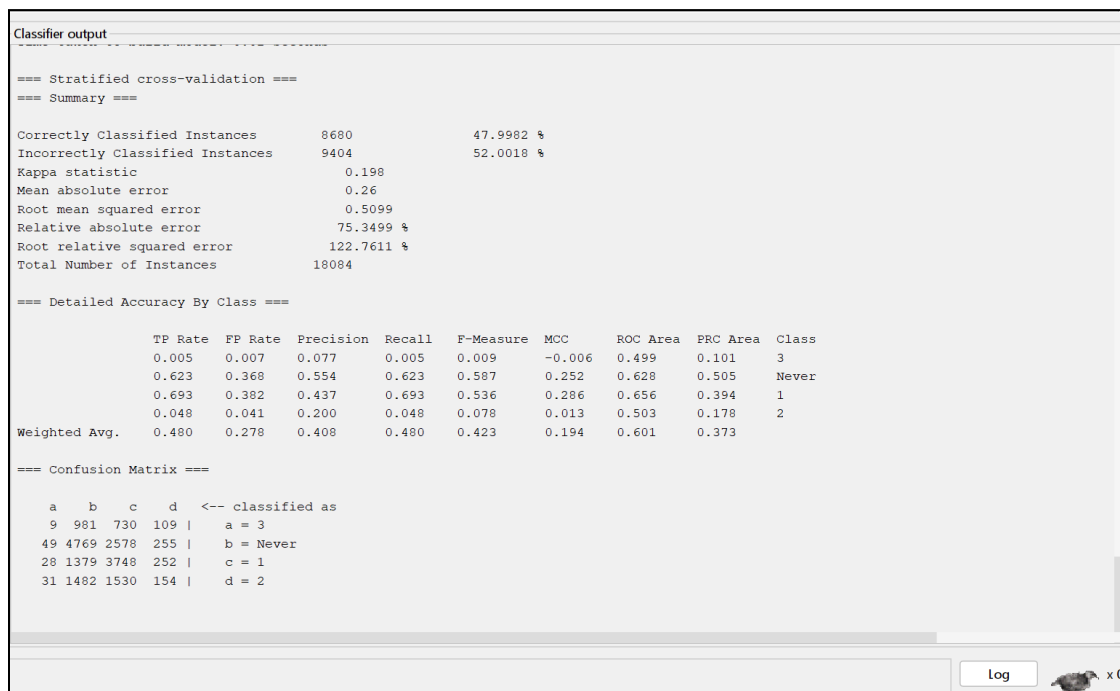 Classifier output
=== Stratified cross-validation ===
=== Summary ===
Correctly Classified Instances 8680 47.9982 %
Incorrectly Classified Instances 9404 52.0018 %
Kappa statistic 0.198
Mean absolute error 0.26
Root mean squared error 0.5099
Relative absolute error 75.3499 %
Root relative squared error 122.7611 %
Total Number of Instances 18084
=== Detailed Accuracy By Class ===
TP Rate FP Rate Precision Recall F-Measure MCC ROC Area PRC Area Class
0.005 0.007 0.077 0.005 0.009 -0.006 0.499 0.101 3
0.623 0.368 0.554 0.623 0.587 0.252 0.628 0.505 Never
0.693 0.382 0.437 0.693 0.536 0.286 0.656 0.394 1
0.048 0.041 0.200 0.048 0.078 0.013 0.503 0.178 2
Weighted Avg. 0.480 0.278 0.408 0.480 0.423 0.194 0.601 0.373
=== Confusion Matrix ===
a b c d <-- classified as
9 981 730 109 | a = 3
49 4769 2578 255 | b = Never
28 1379 3748 252 | c = 1
31 1482 1530 154 | d = 2
Log x